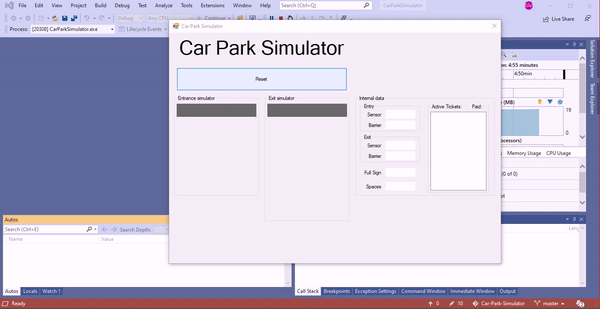 File Edit View Git Project Build Debug Test Analyze Tools Extensions Window Help
Search (Ctrl+Q)
CarParkSimulator
Debug Any CPU
Live Share
Process: [20308] CarParkSimulator.exe
Lifecycle Events
Car Park Simulator
Car Park Simulator
Reset
Entrance simulator
Exit simulator
Internal data
Entry
Sensor
Barrier
Exit
Sensor
Barrier
Full Sign
Spaces
Active Tickets:
Paid
4:55 minutes
4:50min
(MB)
19
0
Memory Usage CPU Usage
(0 of 0)
Solution Explorer
Team Explorer
Autos
Search (Ctrl+E)
Search Depth:
Name
Value
Lang
Autos Locals Watch 1
Call Stack Breakpoints Exception Settings Command Window Immediate Window Output
Ready
0
10
Car-Park-Simulator
master